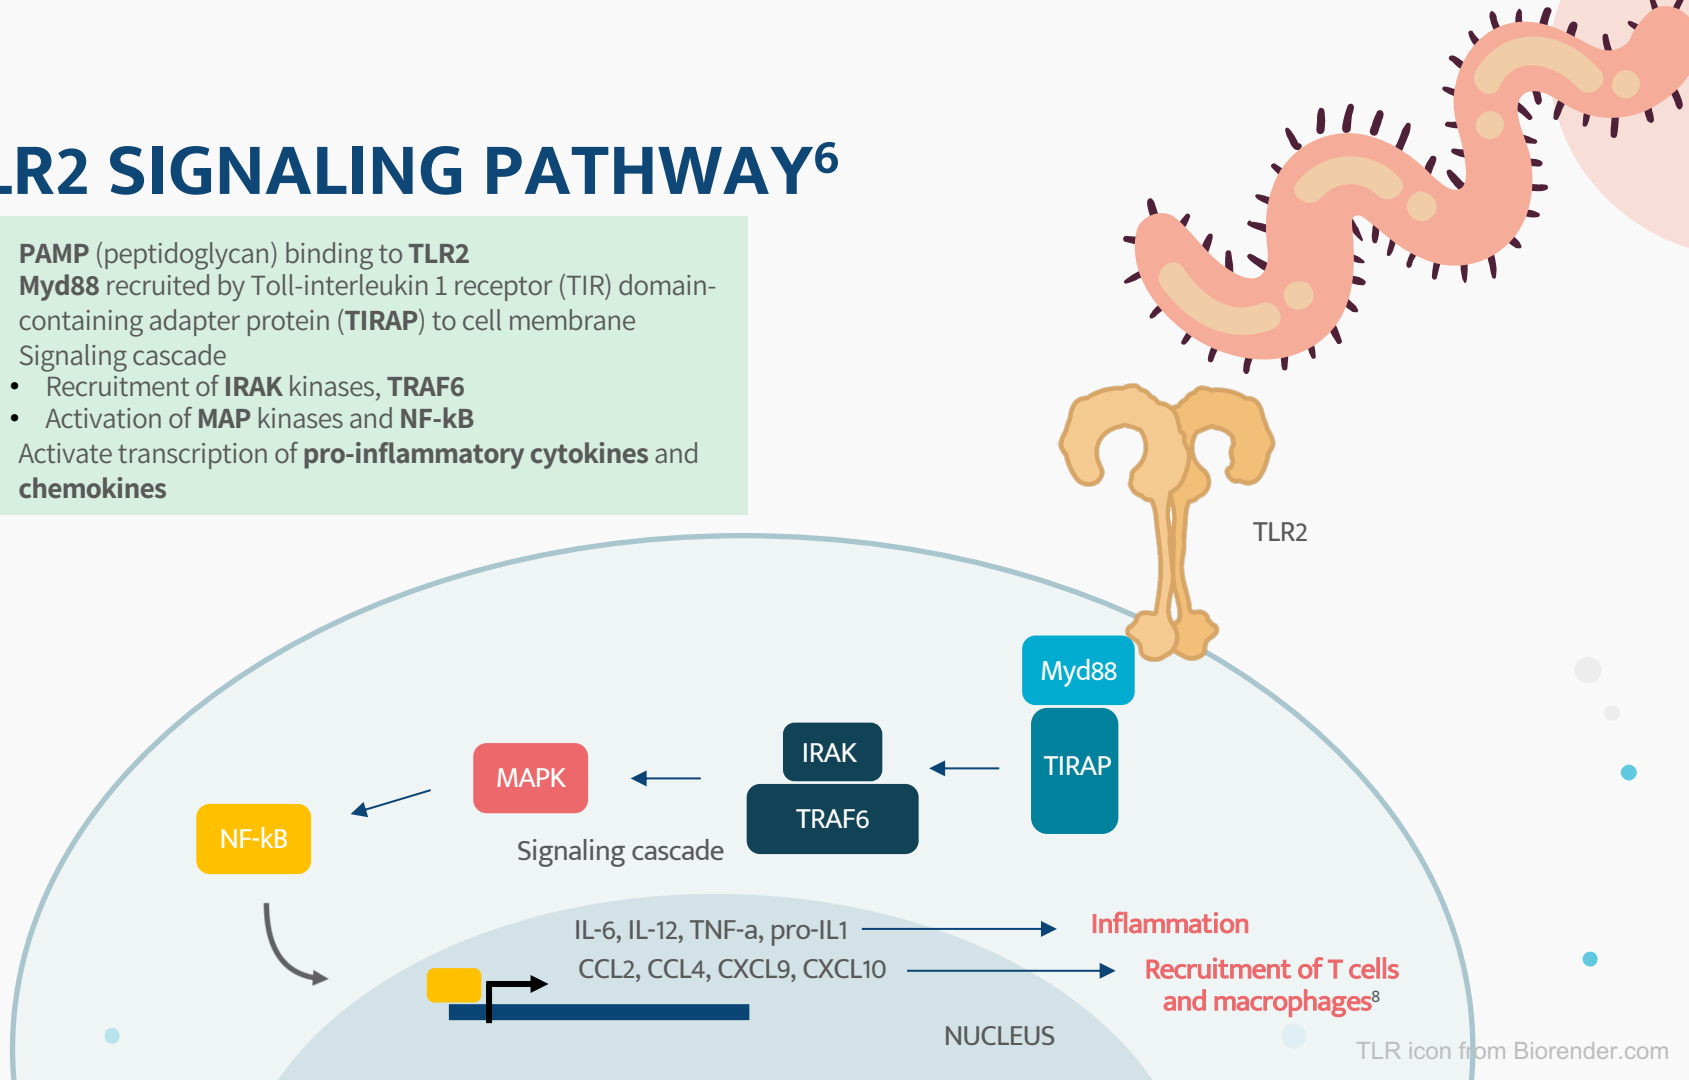 LR2 SIGNALING PATHWAY⁶
PAMP (peptidoglycan) binding to TLR2
Myd88 recruited by Toll-interleukin 1 receptor (TIR) domain-
containing adapter protein (TIRAP) to cell membrane
Signaling cascade
• Recruitment of IRAK kinases, TRAF6
• Activation of MAP kinases and NF-kB
Activate transcription of pro-inflammatory cytokines and
chemokines
TLR2
Myd88
TIRAP
IRAK
TRAF6
MAPK
NF-kB
Signaling cascade
IL-6, IL-12, TNF-a, pro-IL1
Inflammation
CCL2, CCL4, CXCL9, CXCL10
Recruitment of T cells
and macrophages⁸
NUCLEUS
TLR icon from Biorender.com